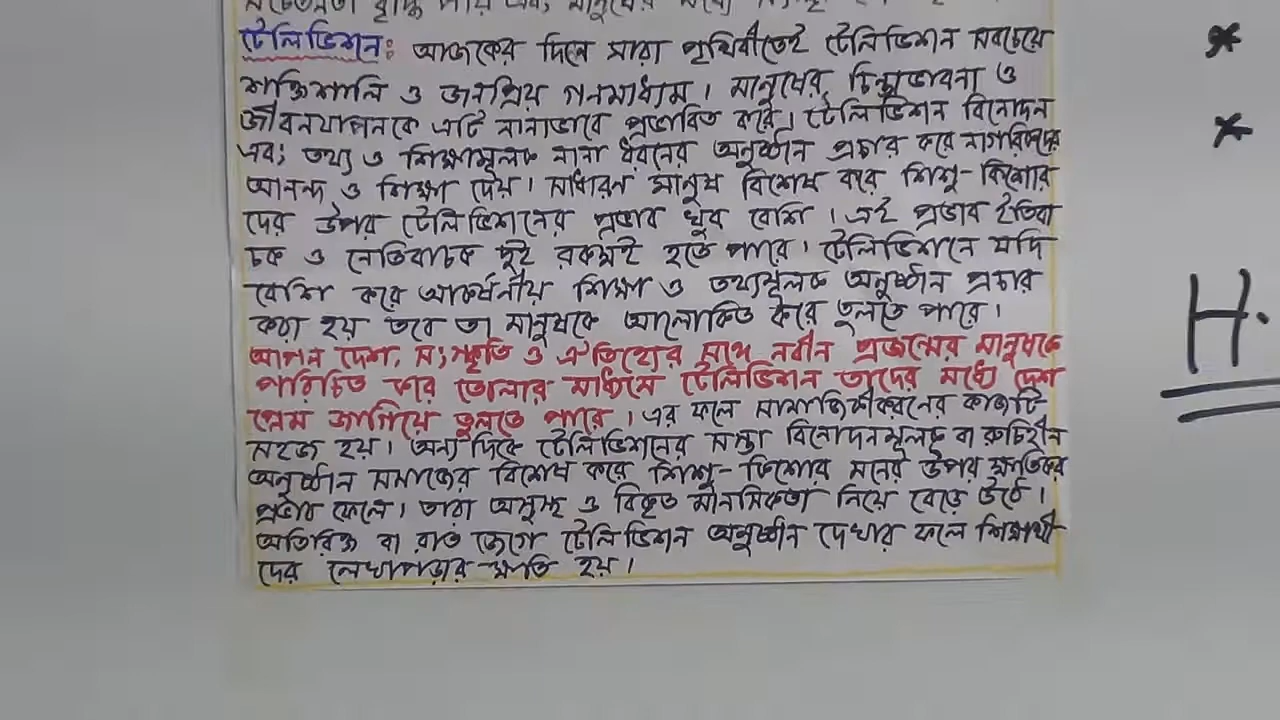 টেলিভিশন: আজকের দিনে সারা পৃথিবীতেই টেলিভিশন সবচেয়ে
শক্তিশালি ও জনপ্রিয় গনমাধ্যম। মানুষের চিন্তাভাবনা ও
জীবনযাপনকে এটি নানাভাবে প্রভাবিত করে। টেলিভিশন বিনোদন
এবং তথ্য ও শিক্ষামূলক নানা ধরনের অনুষ্ঠান প্রচার করে নাগরিকদের
আনন্দ ও শিক্ষা দেয়। সাধারণ মানুষ বিশেষ করে শিশু-কিশোর
দের উপর টেলিভিশনের প্রভাব খুব বেশি। এই প্রভাব ইতিবা
চক ও নেতিবাচক দুই রকমই হতে পারে। টেলিভিশনে যদি
বেশি করে আকর্ষনীয় শিক্ষা ও তথ্যমূলক অনুষ্ঠান প্রচার
করা হয় তবে তা মানুষকে আলোকিত করে তুলতে পারে।
আপন দেশ, সংস্কৃতি ও ঐতিহ্যের সাথে নবীন প্রজন্মের মানুষকে
পরিচিত করে তোলার মাধ্যমে টেলিভিশন তাদের মধ্যে দেশ
প্রেম জাগিয়ে তুলতে পারে। এর ফলে সামাজিকীকরনের কাজটি
সহজ হয়। অন্য দিকে টেলিভিশনের সস্তা বিনোদনমূলক বা রুচিহীন
অনুষ্ঠান সমাজের বিশেষ করে শিশু-কিশোর মনের উপর ক্ষতিকর
প্রভাব ফেলে। তারা অসুস্থ ও বিকৃত মানসিকতা নিয়ে বেড়ে উঠে।
অতিরিক্ত বা রাত জেগে টেলিভিশন অনুষ্ঠান দেখার ফলে শিক্ষার্থী
দের লেখাপড়ার ক্ষতি হয়।
*
*
H.